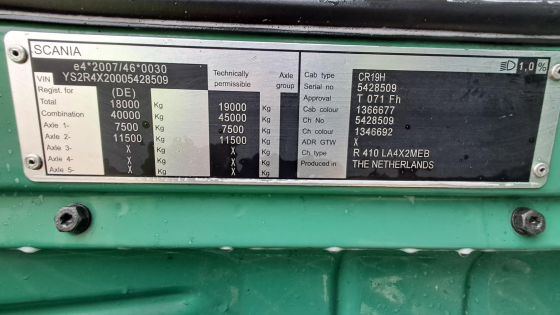 SCANIA
e4*2007/46*0030
VIN YS2R4X20005428509
Regist. for (DE) Technically permissible Axle group
Total 18000 Kg 19000 Kg
Combination 40000 Kg 45000 Kg
Axle 1- 7500 Kg 7500 Kg
Axle 2- 11500 Kg 11500 Kg
Axle 3- X Kg X Kg
Axle 4- X Kg X Kg
Axle 5- X Kg X Kg
1,0 %
Cab type CR19H
Serial no 5428509
Approval T 071 Fh
Cab colour 1366677
Ch No 5428509
Ch colour 1346692
ADR GTW X
Ch. type R 410 LA4X2MEB
Produced in THE NETHERLANDS